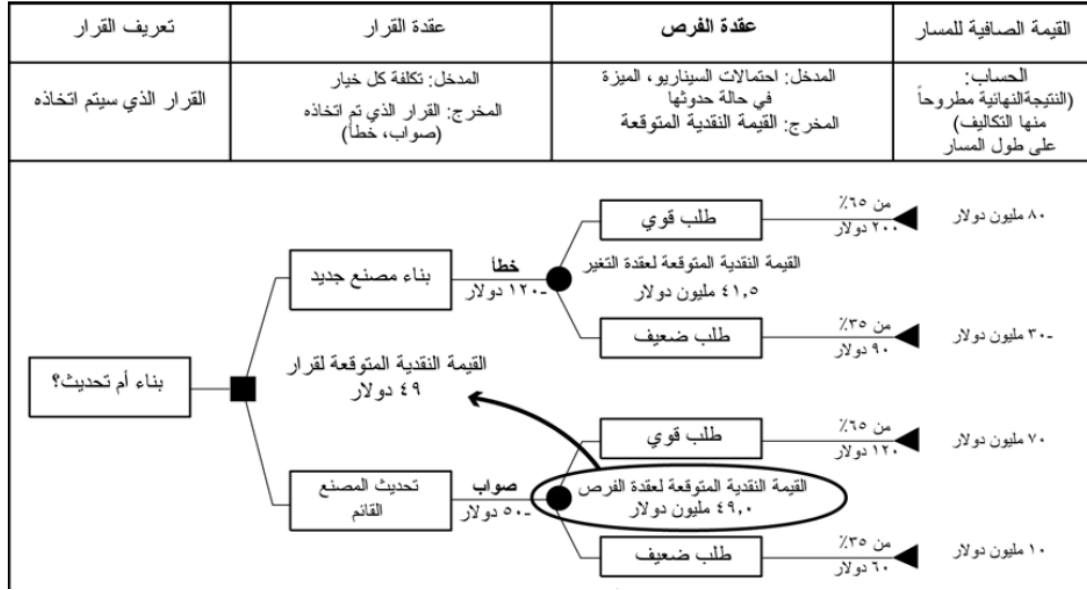 تعريف القرار
عقدة القرار
عقدة الفرص
القيمة الصافية للمسار
القرار الذي سيتم اتخاذه
المدخل: تكلفة كل خيار
المخرج: القرار الذي تم اتخاذه
(صواب، خطأ)
المدخل: احتمالات السيناريو، الميزة
في حالة حدوثها
المخرج: القيمة النقدية المتوقعة
الحساب:
(النتيجةالنهائية مطروحاً
منها التكاليف)
على طول المسار
بناء أم تحديث؟
بناء مصنع جديد
خطأ
-١٢٠ دولار
طلب قوي
من ٦٥٪
٢٠٠ دولار
٨٠ مليون دولار
القيمة النقدية المتوقعة لعقدة التغير
٤١,٥ مليون دولار
طلب ضعيف
من ٣٥٪
٩٠ دولار
-٣٠ مليون دولار
القيمة النقدية المتوقعة لقرار
٤٩ دولار
تحديث المصنع
القائم
صواب
-٥٠ دولار
طلب قوي
من ٦٥٪
١٢٠ دولار
٧٠ مليون دولار
القيمة النقدية المتوقعة لعقدة الفرص
٤٩,٠ مليون دولار
طلب ضعيف
من ٣٥٪
٦٠ دولار
١٠ مليون دولار